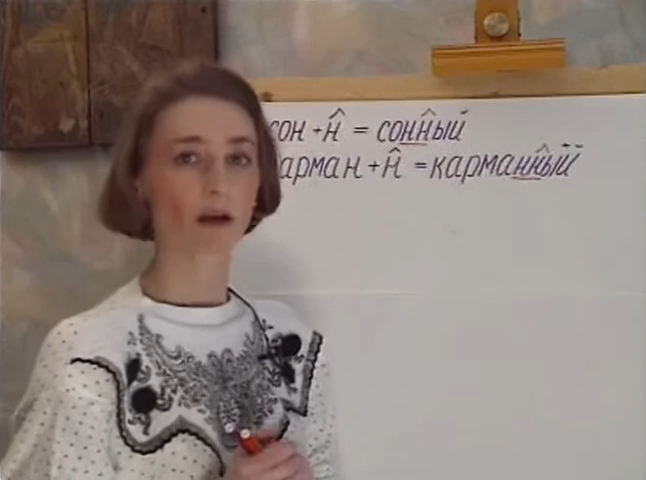 сон + н = сонный
арман + н = карманный